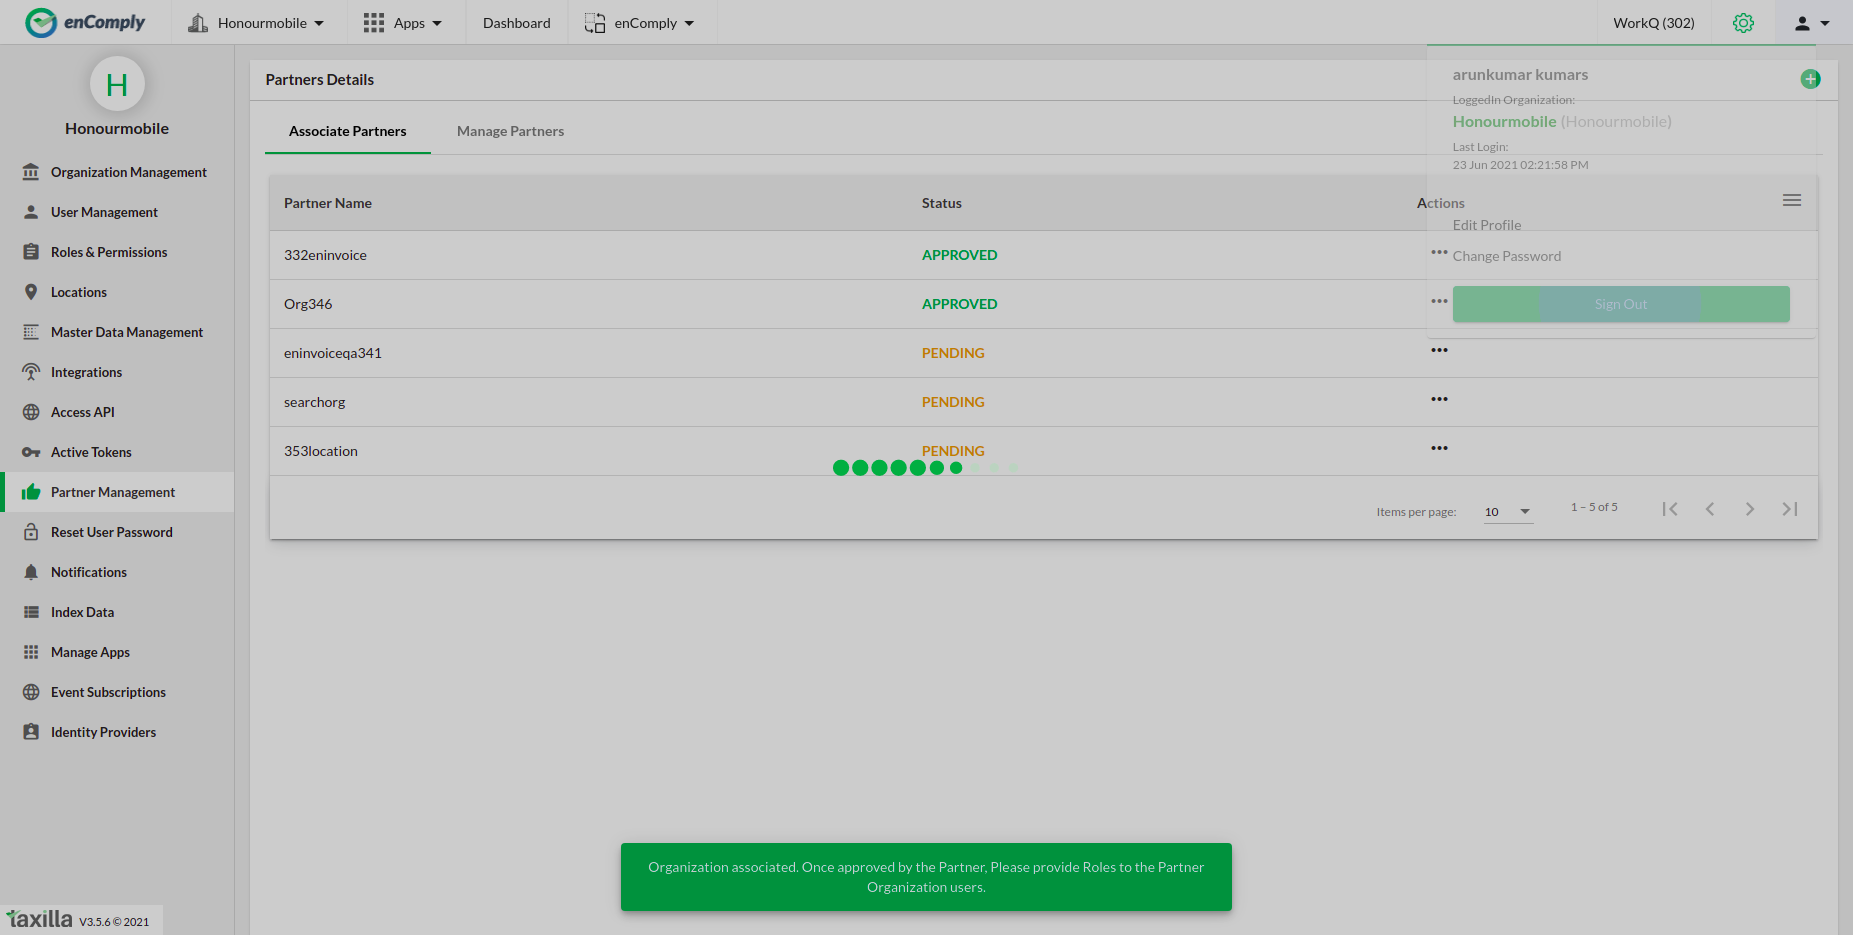 enComply
Honourmobile
Apps
Dashboard
enComply
WorkQ (302)
H
Honourmobile
Organization Management
User Management
Roles & Permissions
Locations
Master Data Management
Integrations
Access API
Active Tokens
Partner Management
Reset User Password
Notifications
Index Data
Manage Apps
Event Subscriptions
Identity Providers
taxilla V3.5.6 © 2021
Partners Details
Associate Partners
Manage Partners
Partner Name Status Actions
332eninvoice APPROVED
Org346 APPROVED
eninvoiceqa341 PENDING
searchorg PENDING
353location PENDING
Items per page: 10 1 – 5 of 5
arunkumar kumars
LoggedIn Organization:
Honourmobile (Honourmobile)
Last Login:
23 Jun 2021 02:21:58 PM
Edit Profile
Change Password
Sign Out
Organization associated. Once approved by the Partner, Please provide Roles to the Partner
Organization users.